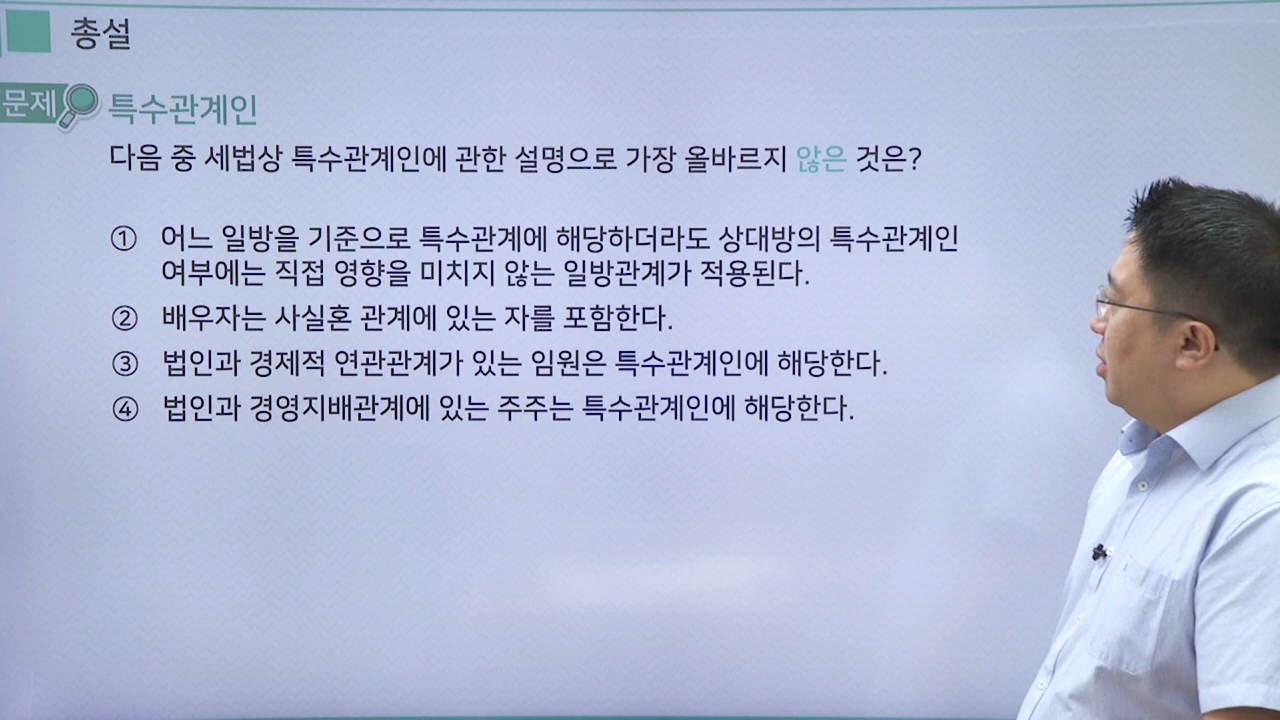 총설
문제 특수관계인
다음 중 세법상 특수관계인에 관한 설명으로 가장 올바르지 않은 것은?
① 어느 일방을 기준으로 특수관계에 해당하더라도 상대방의 특수관계인
여부에는 직접 영향을 미치지 않는 일방관계가 적용된다.
② 배우자는 사실혼 관계에 있는 자를 포함한다.
③ 법인과 경제적 연관관계가 있는 임원은 특수관계인에 해당한다.
④ 법인과 경영지배관계에 있는 주주는 특수관계인에 해당한다.